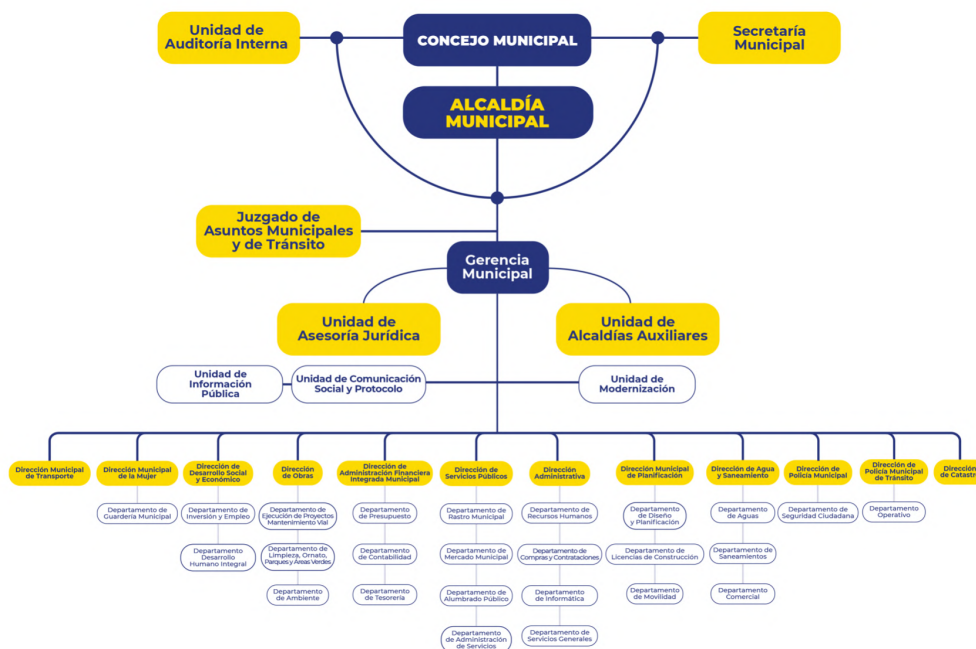 Unidad de
Auditoría Interna
CONCEJO MUNICIPAL
Secretaría
Municipal
ALCALDÍA
MUNICIPAL
Juzgado de
Asuntos Municipales
y de Tránsito
Gerencia
Municipal
Unidad de
Asesoría Jurídica
Unidad de
Alcaldías Auxiliares
Unidad de
Información
Pública
Unidad de Comunicación
Social y Protocolo
Unidad de
Modernización
Dirección Municipal
de Transporte
Dirección Municipal
de la Mujer
Dirección de
Desarrollo Social
y Económico
Dirección de
Obras
Dirección de
Administración Financiera
Integrada Municipal
Dirección de
Servicios Públicos
Dirección
Administrativa
Dirección Municipal
de Planificación
Dirección de Agua
y Saneamiento
Dirección de
Policía Municipal
Dirección de
Policía Municipal
de Tránsito
Dirección
de Catastr
Departamento de
Guardería Municipal
Departamento de
Inversión y Empleo
Departamento de
Ejecución de Proyectos
Mantenimiento Vial
Departamento
de Presupuesto
Departamento de
Rastro Municipal
Departamento de
Recursos Humanos
Departamento
de Diseño
y Planificación
Departamento
de Aguas
Departamento de
Seguridad Ciudadana
Departamento
Operativo
Departamento
Desarrollo
Humano Integral
Departamento de
Limpieza, Ornato,
Parques y Áreas Verdes
Departamento
de Contabilidad
Departamento de
Mercado Municipal
Departamento
de Compras y Contrataciones
Departamento de
Licencias de Construcción
Departamento de
Saneamientos
Departamento
de Ambiente
Departamento
de Tesorería
Departamento de
Alumbrado Público
Departamento
de Informática
Departamento
de Movilidad
Departamento
Comercial
Departamento
de Administración
de Servicios
Departamento de
Servicios Generales